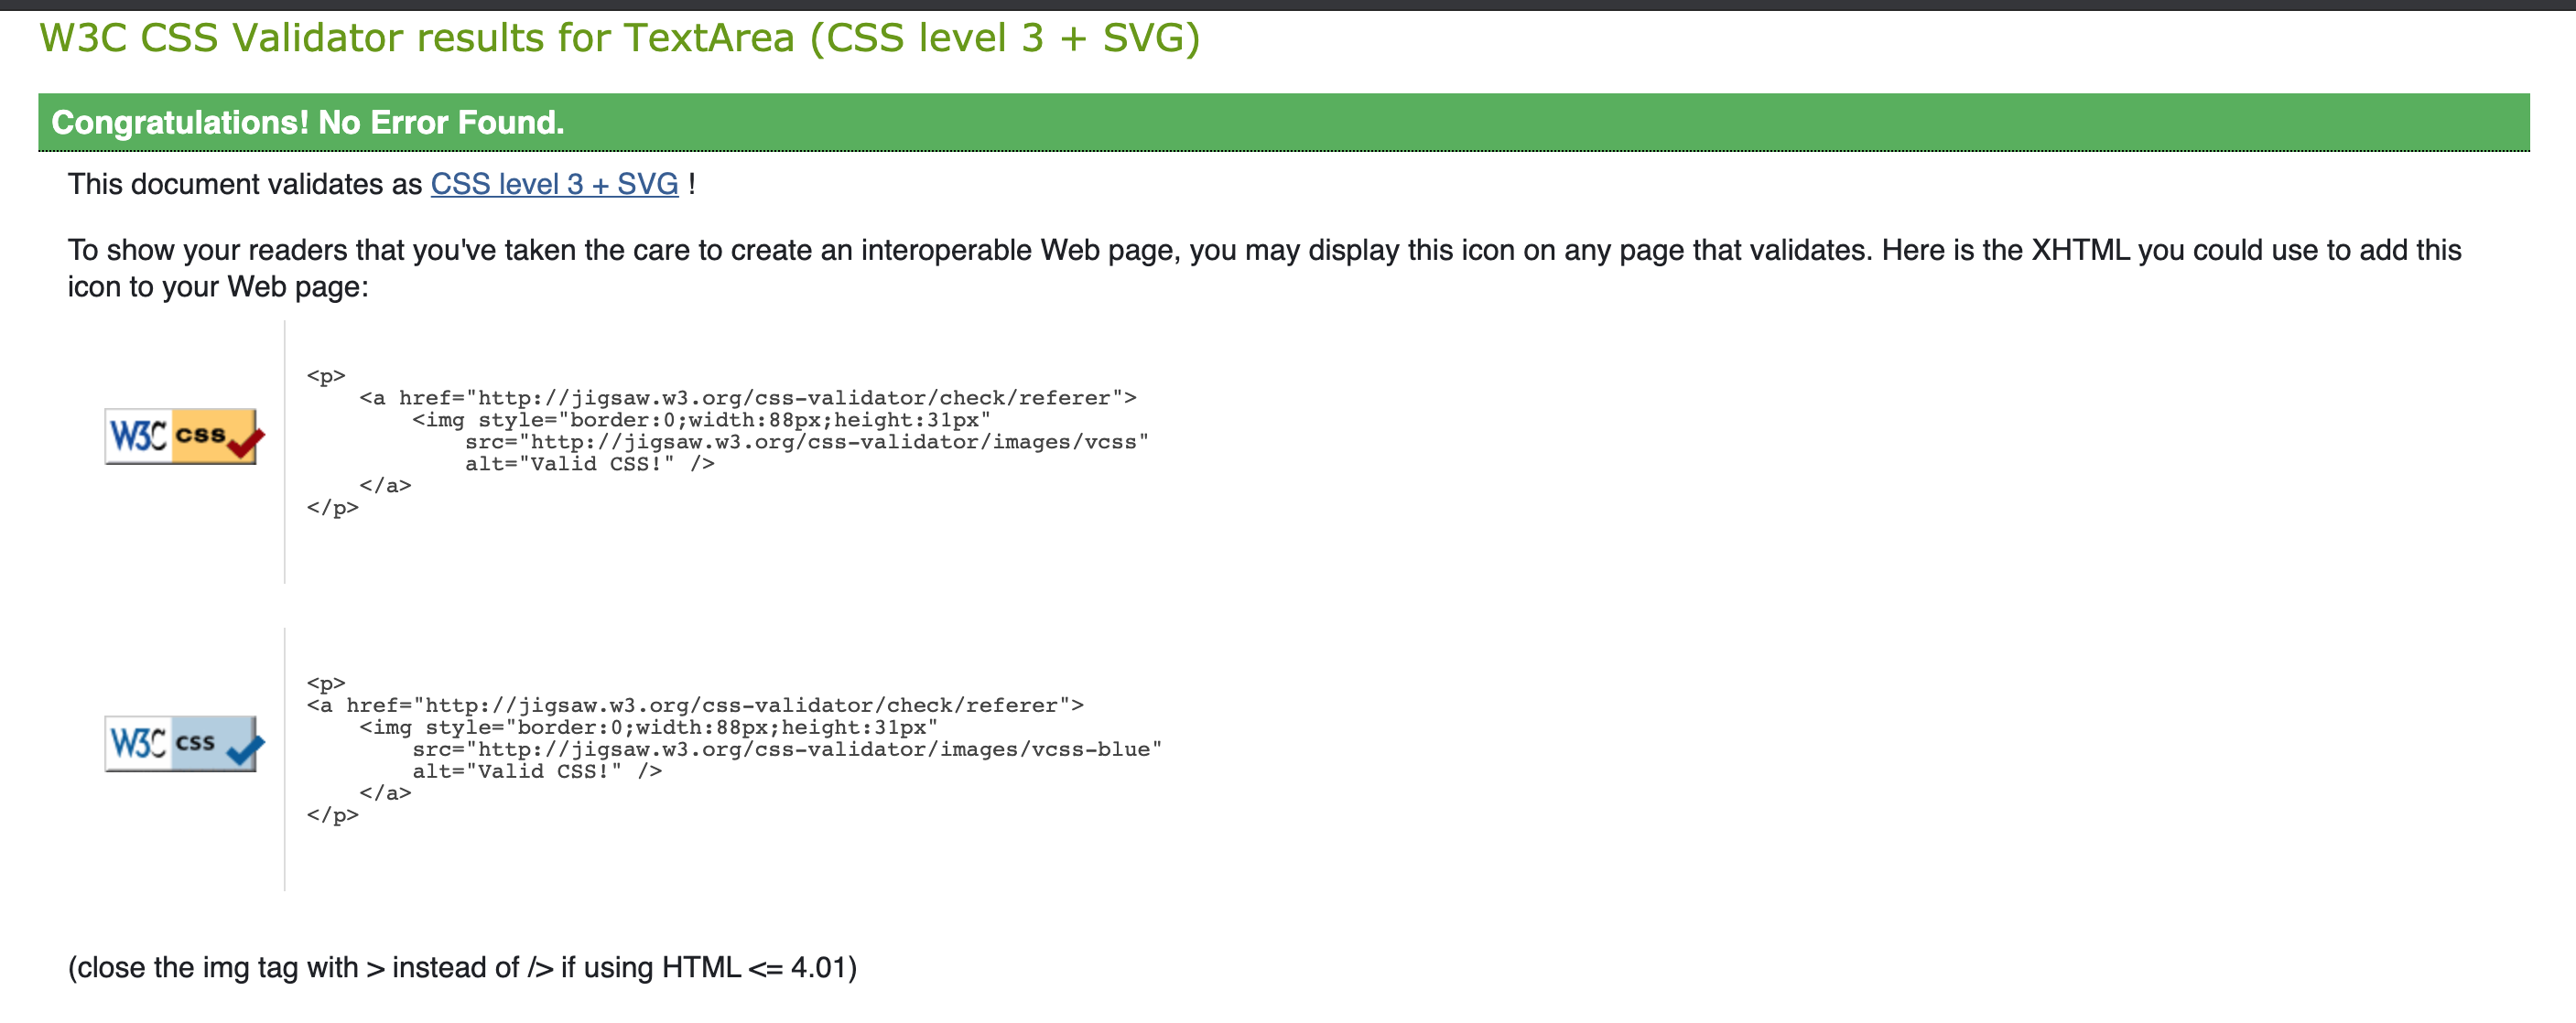 W3C CSS Validator results for TextArea (CSS level 3 + SVG)
Congratulations! No Error Found.
This document validates as CSS level 3 + SVG !
To show your readers that you've taken the care to create an interoperable Web page, you may display this icon on any page that validates. Here is the XHTML you could use to add this
icon to your Web page:
W3C css
<p>
    <a href="http://jigsaw.w3.org/css-validator/check/referer">
        <img style="border:0;width:88px;height:31px"
            src="http://jigsaw.w3.org/css-validator/images/vcss"
            alt="Valid CSS!" />
    </a>
</p>
W3C css
<p>
<a href="http://jigsaw.w3.org/css-validator/check/referer">
    <img style="border:0;width:88px;height:31px"
        src="http://jigsaw.w3.org/css-validator/images/vcss-blue"
        alt="Valid CSS!" />
    </a>
</p>
(close the img tag with > instead of /> if using HTML <= 4.01)